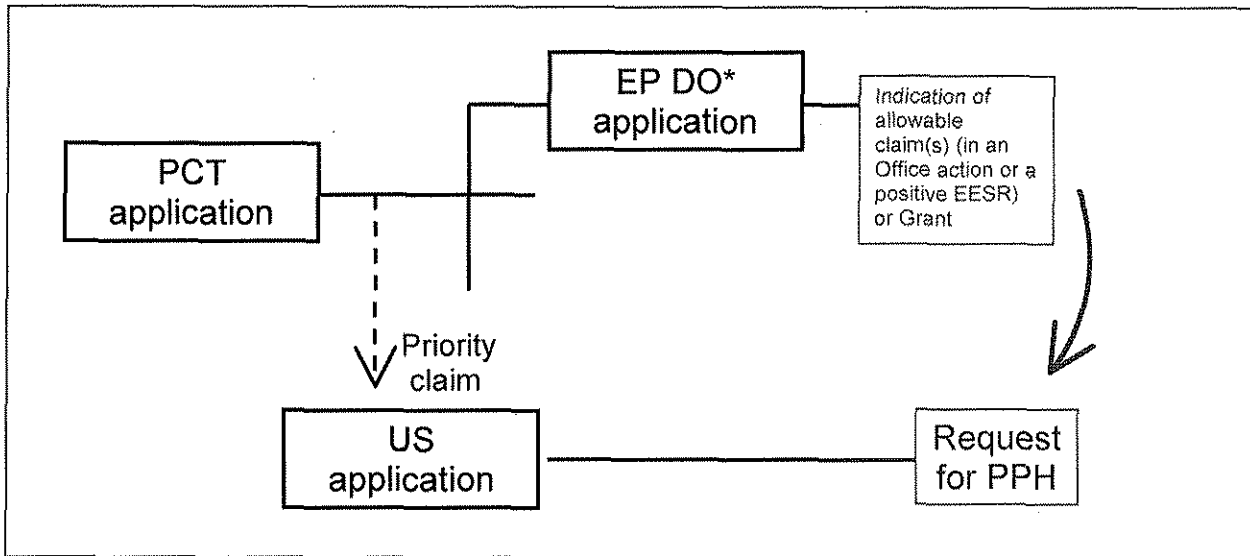 EP DO*
application
Indication of
allowable
claim(s) (in an
Office action or a
positive EESR)
or Grant
PCT
application
Priority
claim
US
application
Request
for PPH